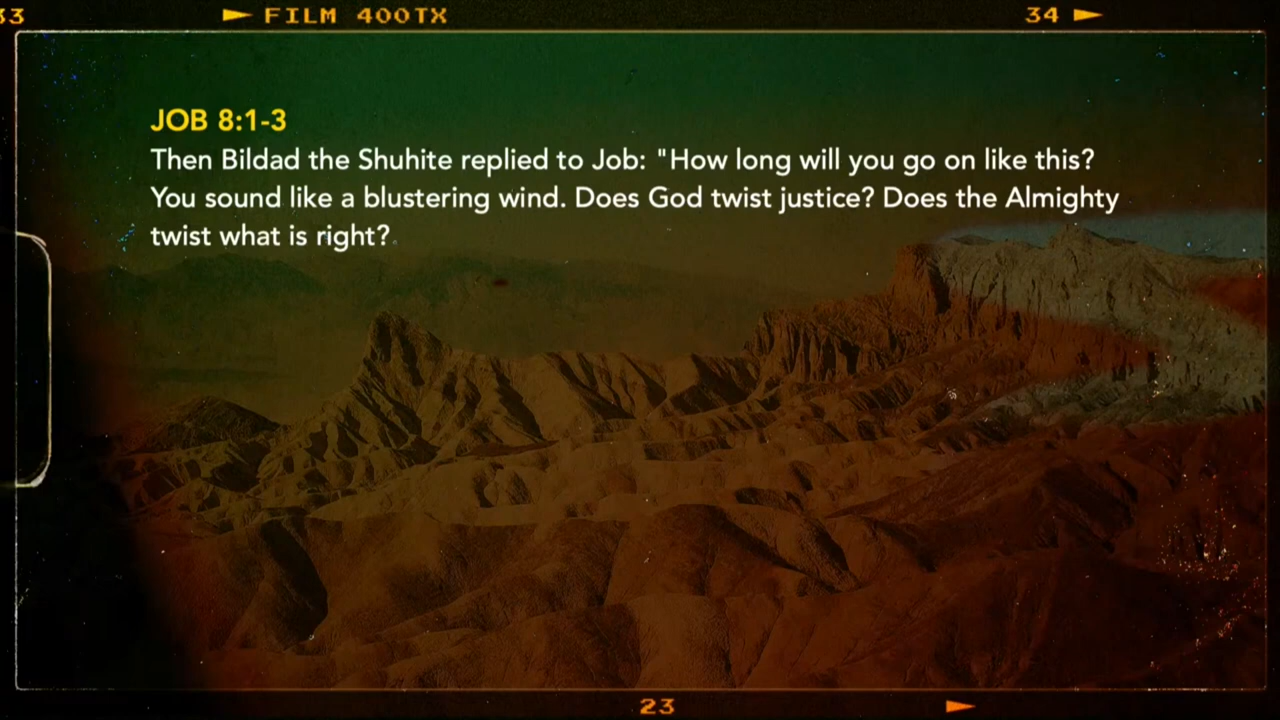 33 FILM 400TX 34
JOB 8:1-3
Then Bildad the Shuhite replied to Job: "How long will you go on like this?
You sound like a blustering wind. Does God twist justice? Does the Almighty
twist what is right?
23